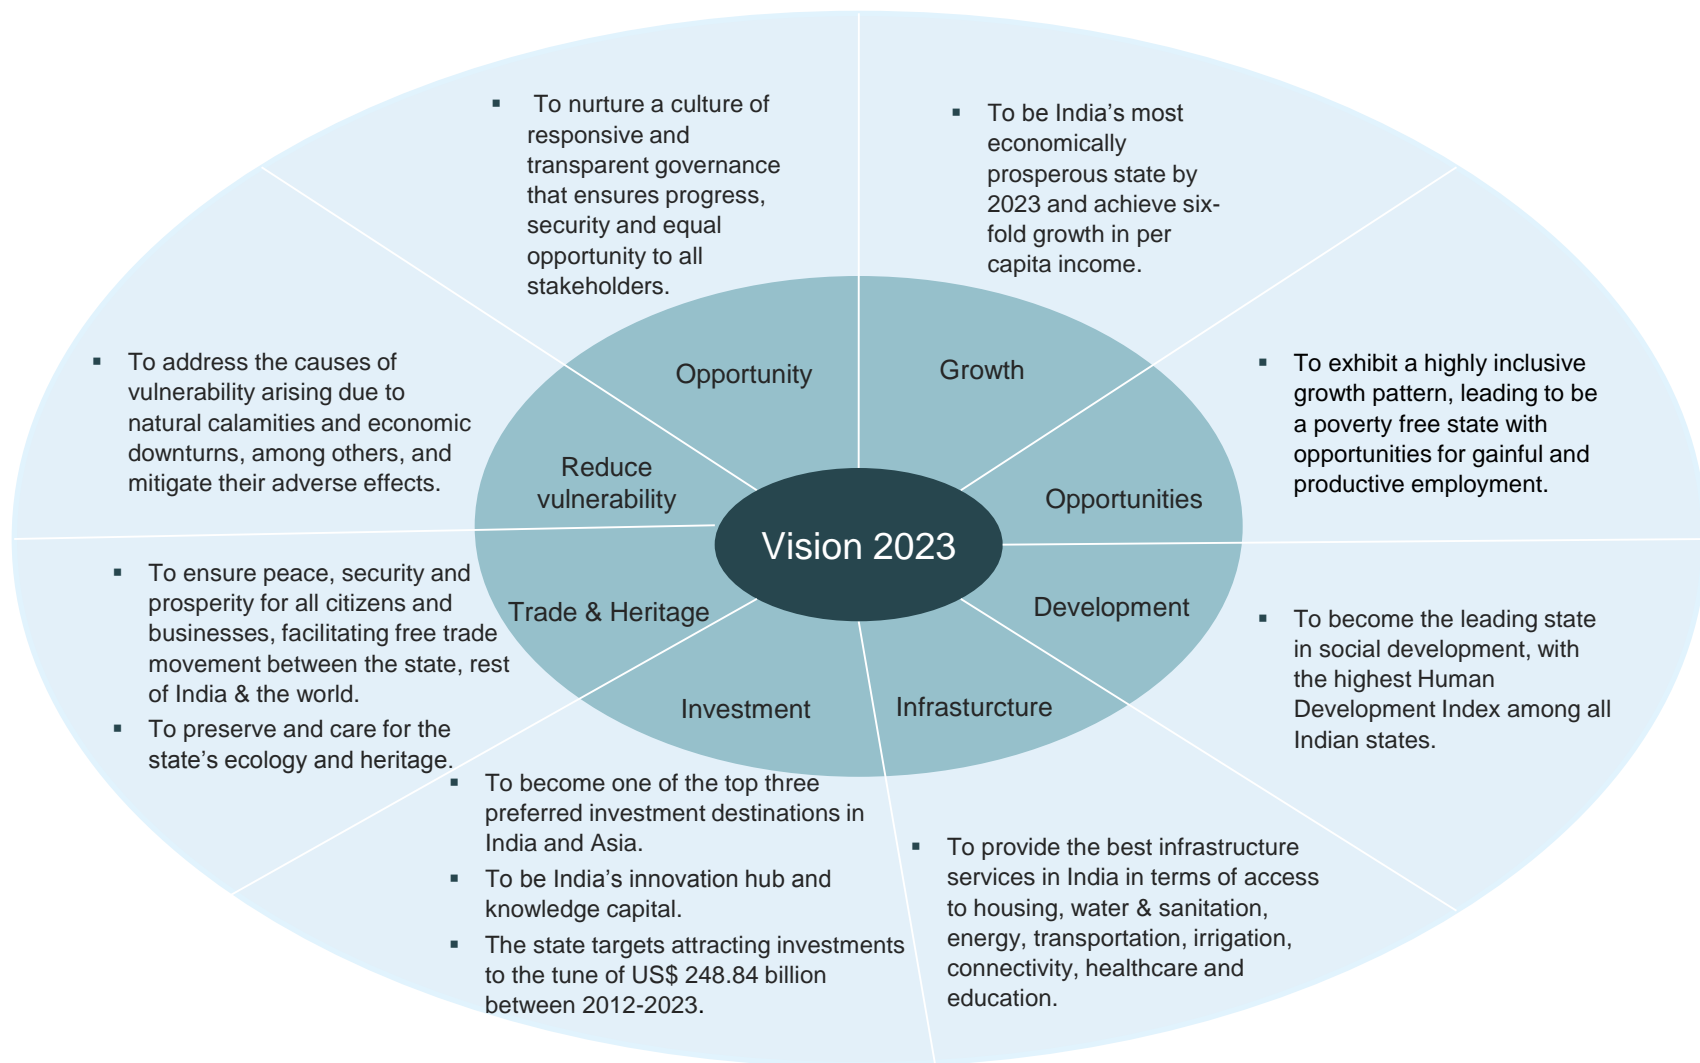 ▪ To nurture a culture of
responsive and
transparent governance
that ensures progress,
security and equal
opportunity to all
stakeholders.
▪ To be India’s most
economically
prosperous state by
2023 and achieve six-
fold growth in per
capita income.
▪ To address the causes of
vulnerability arising due to
natural calamities and economic
downturns, among others, and
mitigate their adverse effects.
Opportunity
Growth
▪ To exhibit a highly inclusive
growth pattern, leading to be
a poverty free state with
opportunities for gainful and
productive employment.
Reduce
vulnerability
Opportunities
Vision 2023
▪ To ensure peace, security and
prosperity for all citizens and
businesses, facilitating free trade
movement between the state, rest
of India & the world.
▪ To preserve and care for the
state’s ecology and heritage.
Trade & Heritage
Development
▪ To become the leading state
in social development, with
the highest Human
Development Index among all
Indian states.
Investment
Infrasturcture
▪ To become one of the top three
preferred investment destinations in
India and Asia.
▪ To be India’s innovation hub and
knowledge capital.
▪ The state targets attracting investments
to the tune of US$ 248.84 billion
between 2012-2023.
▪ To provide the best infrastructure
services in India in terms of access
to housing, water & sanitation,
energy, transportation, irrigation,
connectivity, healthcare and
education.